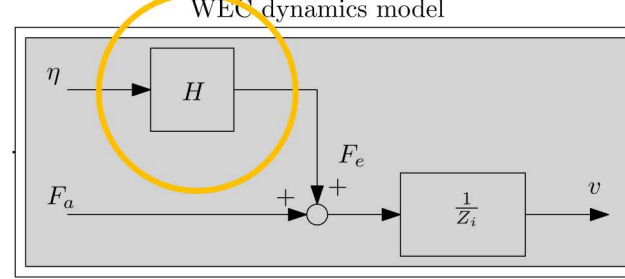 WEC dynamics model
η
H
F_e
F_a
+
+
1/Z_i
v